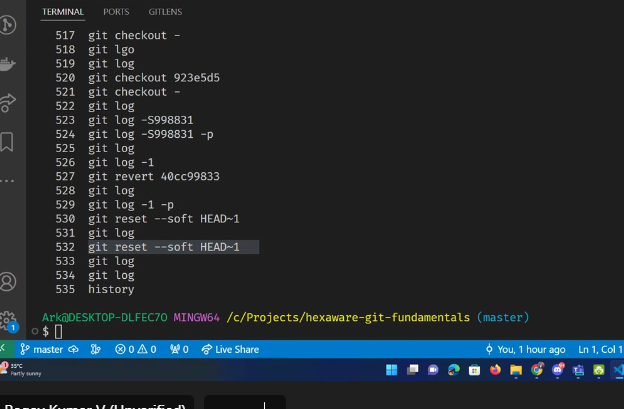 TERMINAL PORTS GITLENS
517 git checkout -
518 git lgo
519 git log
520 git checkout 923e5d5
521 git checkout -
522 git log
523 git log -S998831
524 git log -S998831 -p
525 git log
526 git log -1
527 git revert 40cc99833
528 git log
529 git log -1 -p
530 git reset --soft HEAD~1
531 git log
532 git reset --soft HEAD~1
533 git log
534 git log
535 history
Ark@DESKTOP-DLFEC7O MINGW64 /c/Projects/hexaware-git-fundamentals (master)
$
1
master 0 0 0 Live Share You, 1 hour ago Ln 1, Col 1
35°C
Partly sunny